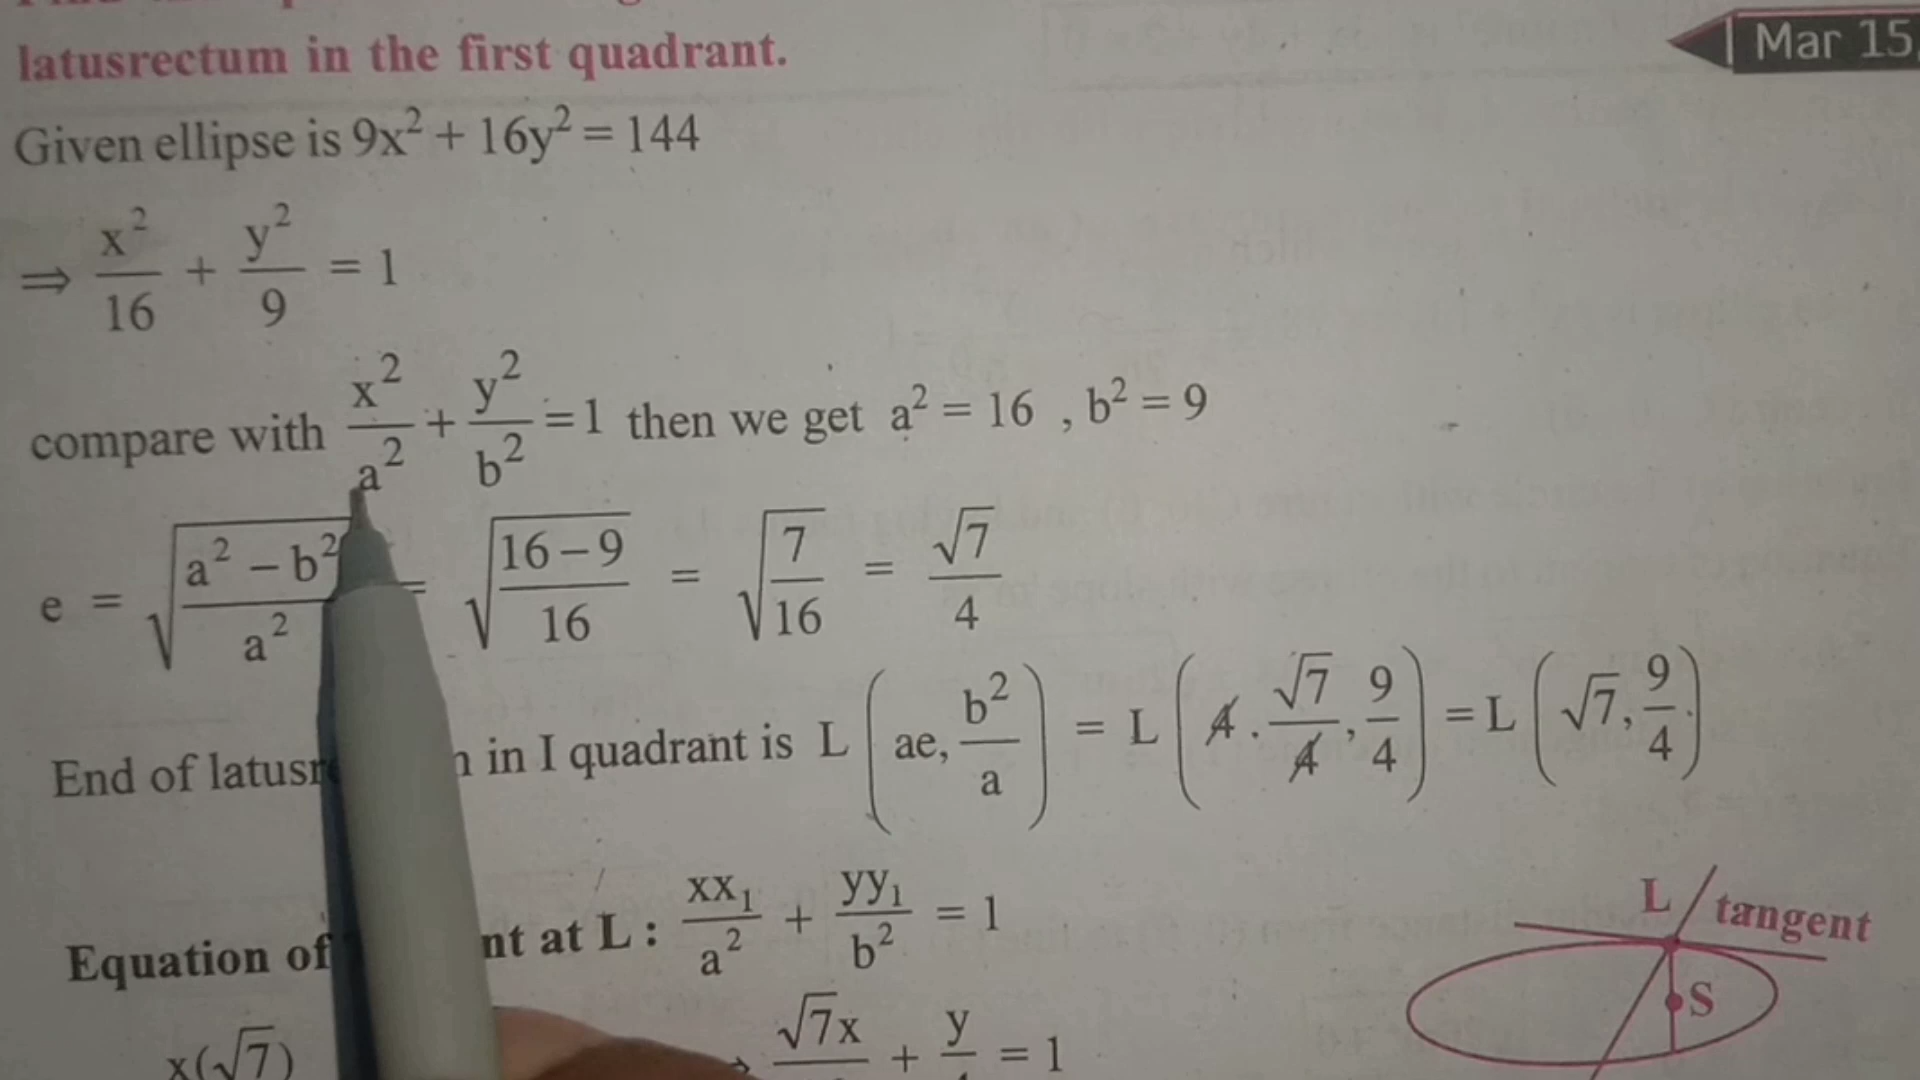 latusrectum in the first quadrant.
Mar 15
Given ellipse is 9x² + 16y² = 144
⇒ x²/16 + y²/9 = 1
compare with x²/a² + y²/b² = 1 then we get a² = 16 , b² = 9
e = √((a² – b²)/a²) = √((16 – 9)/16) = √(7/16) = √7/4
End of in I quadrant is L (ae, b²/a) = L (4 . √7/4, 9/4) = L (√7, 9/4)
Equation of at L : xx₁/a² + yy₁/b² = 1
L tangent
S
x(√7) √7x + y = 1